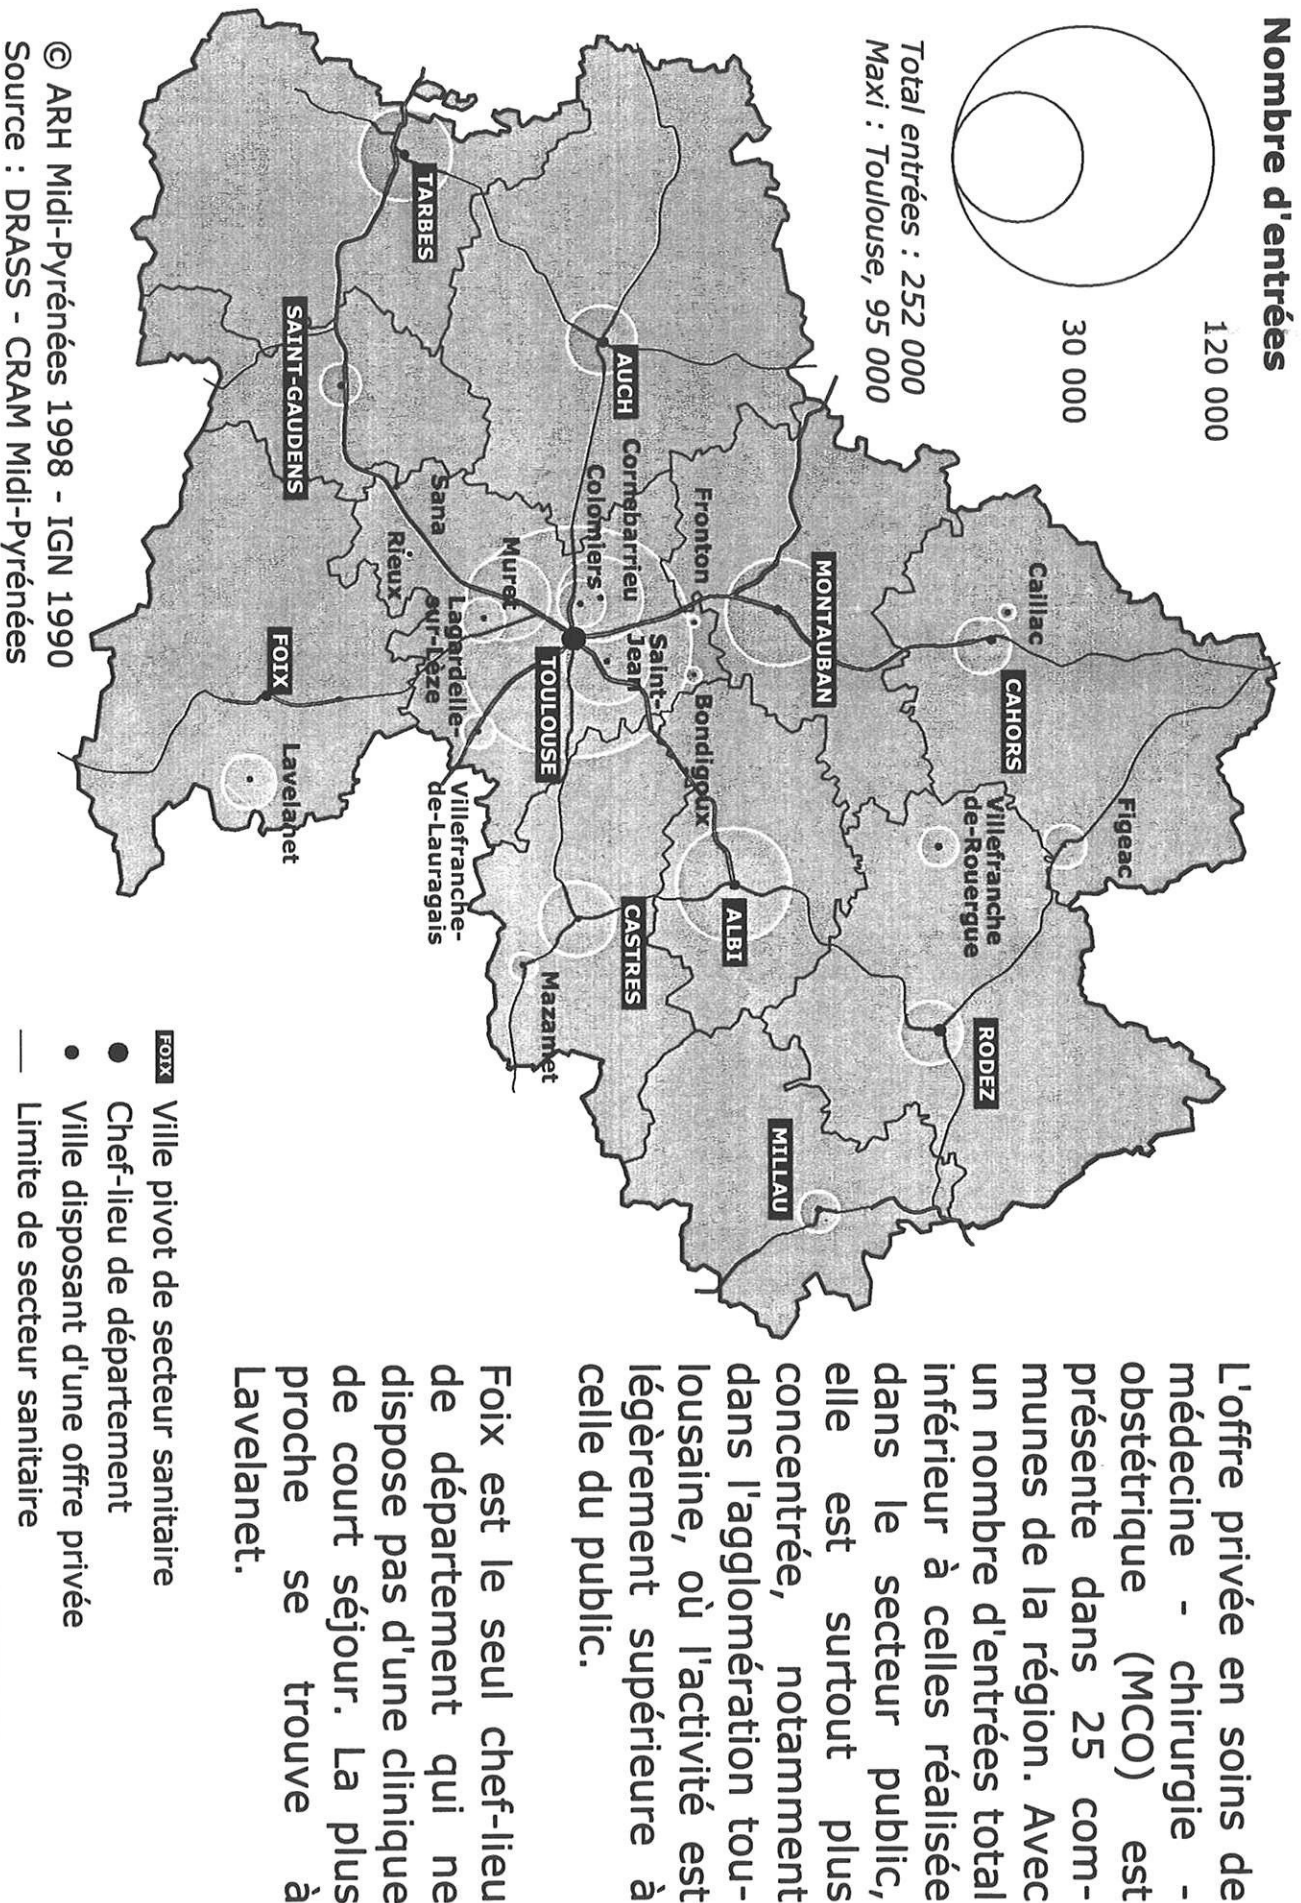 Nombre d'entrées
120 000
30 000
Total entrées : 252 000
Maxi : Toulouse, 95 000
Figeac
Caillac
CAHORS
Villefranche
de-Rouergue
RODEZ
MONTAUBAN
MILLAU
Fronton
Bondigoux
ALBI
Cornebarrieu
Colomiers
Saint-
Jean
AUCH
CASTRES
TOULOUSE
Mazamet
Muret
Sana
Lagardelle-
sur-Lèze
Villefranche-
de-Lauragais
Rieux
TARBES
SAINT-GAUDENS
FOIX
Lavelanet
© ARH Midi-Pyrénées 1998 - IGN 1990
Source : DRASS - CRAM Midi-Pyrénées
FOIX Ville pivot de secteur sanitaire
Chef-lieu de département
Ville disposant d'une offre privée
Limite de secteur sanitaire
L'offre privée en soins de
médecine - chirurgie -
obstétrique (MCO) est
présente dans 25 com-
munes de la région. Avec
un nombre d'entrées total
inférieur à celles réalisée
dans le secteur public,
elle est surtout plus
concentrée, notamment
dans l'agglomération tou-
lousaine, où l'activité est
légèrement supérieure à
celle du public.
Foix est le seul chef-lieu
de département qui ne
dispose pas d'une clinique
de court séjour. La plus
proche se trouve à
Lavelanet.